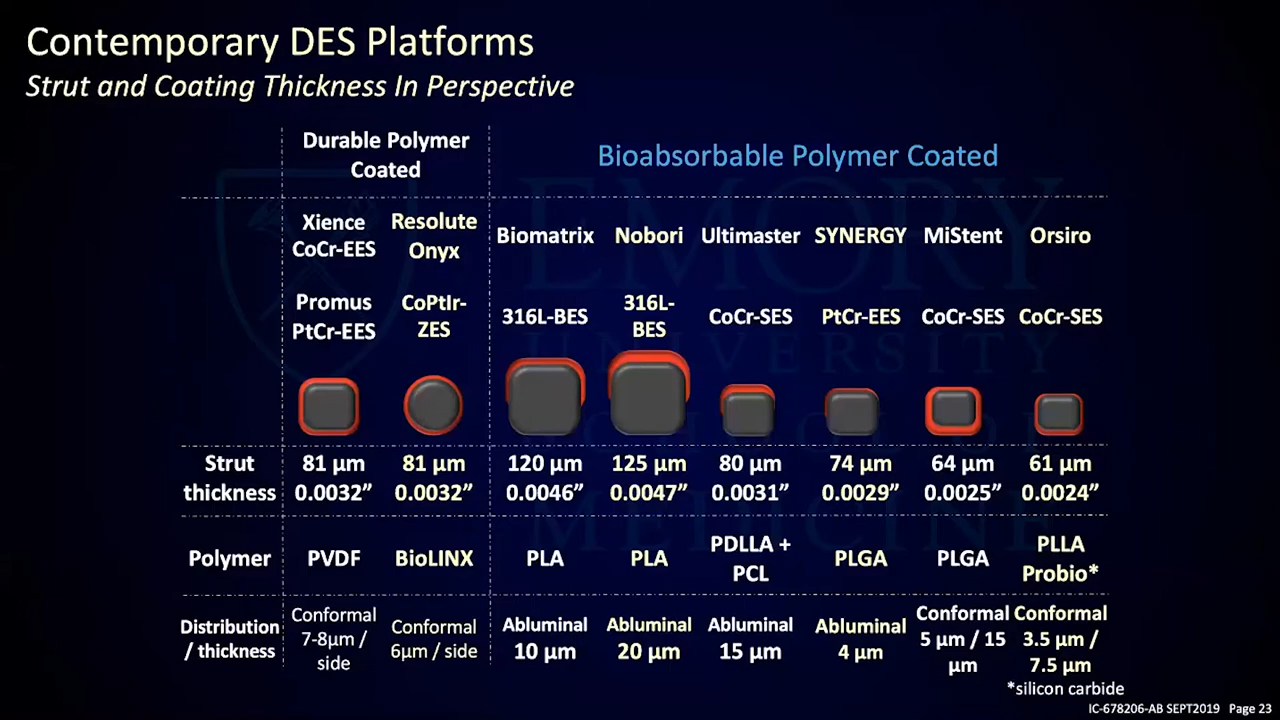 Contemporary DES Platforms
Strut and Coating Thickness In Perspective
Durable Polymer
Coated
Bioabsorbable Polymer Coated
Xience
CoCr-EES
Resolute
Onyx
Biomatrix
Nobori
Ultimaster
SYNERGY
MiStent
Orsiro
Promus
PtCr-EES
CoPtIr-
ZES
316L-BES
316L-
BES
CoCr-SES
PtCr-EES
CoCr-SES
CoCr-SES
Strut
thickness
81 µm
0.0032”
81 µm
0.0032”
120 µm
0.0046”
125 µm
0.0047”
80 µm
0.0031”
74 µm
0.0029”
64 µm
0.0025”
61 µm
0.0024”
Polymer
PVDF
BioLINX
PLA
PLA
PDLLA +
PCL
PLGA
PLGA
PLLA
Probio*
Distribution
/ thickness
Conformal
7-8µm /
side
Conformal
6µm / side
Abluminal
10 µm
Abluminal
20 µm
Abluminal
15 µm
Abluminal
4 µm
Conformal
5 µm / 15
µm
Conformal
3.5 µm /
7.5 µm
*silicon carbide
IC-678206-AB SEPT2019 Page 23
EMORY
UNIVERSITY
SCHOOL OF
MEDICINE